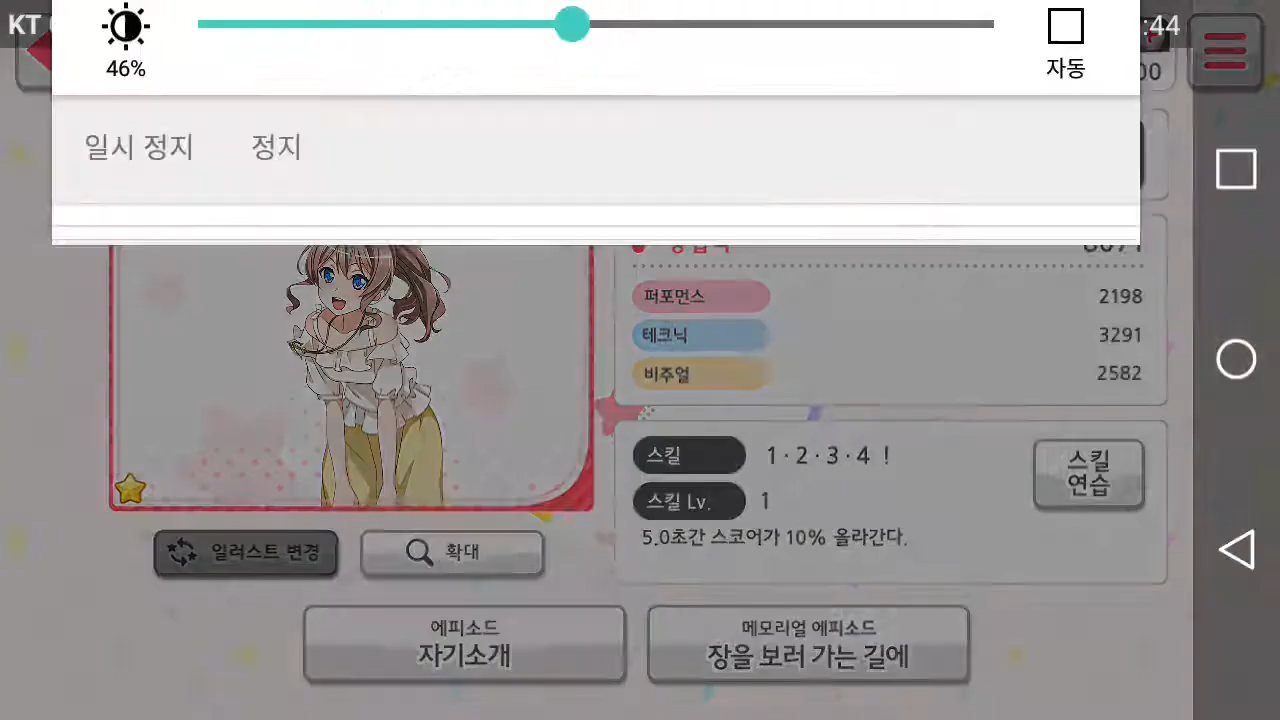 KT
:44
46%
자동
00
일시 정지 정지
퍼포먼스 2198
테크닉 3291
비주얼 2582
스킬 1·2·3·4 !
스킬 Lv. 1
스킬 연습
5.0초간 스코어가 10% 올라간다.
일러스트 변경
확대
에피소드
자기소개
메모리얼 에피소드
장을 보러 가는 길에